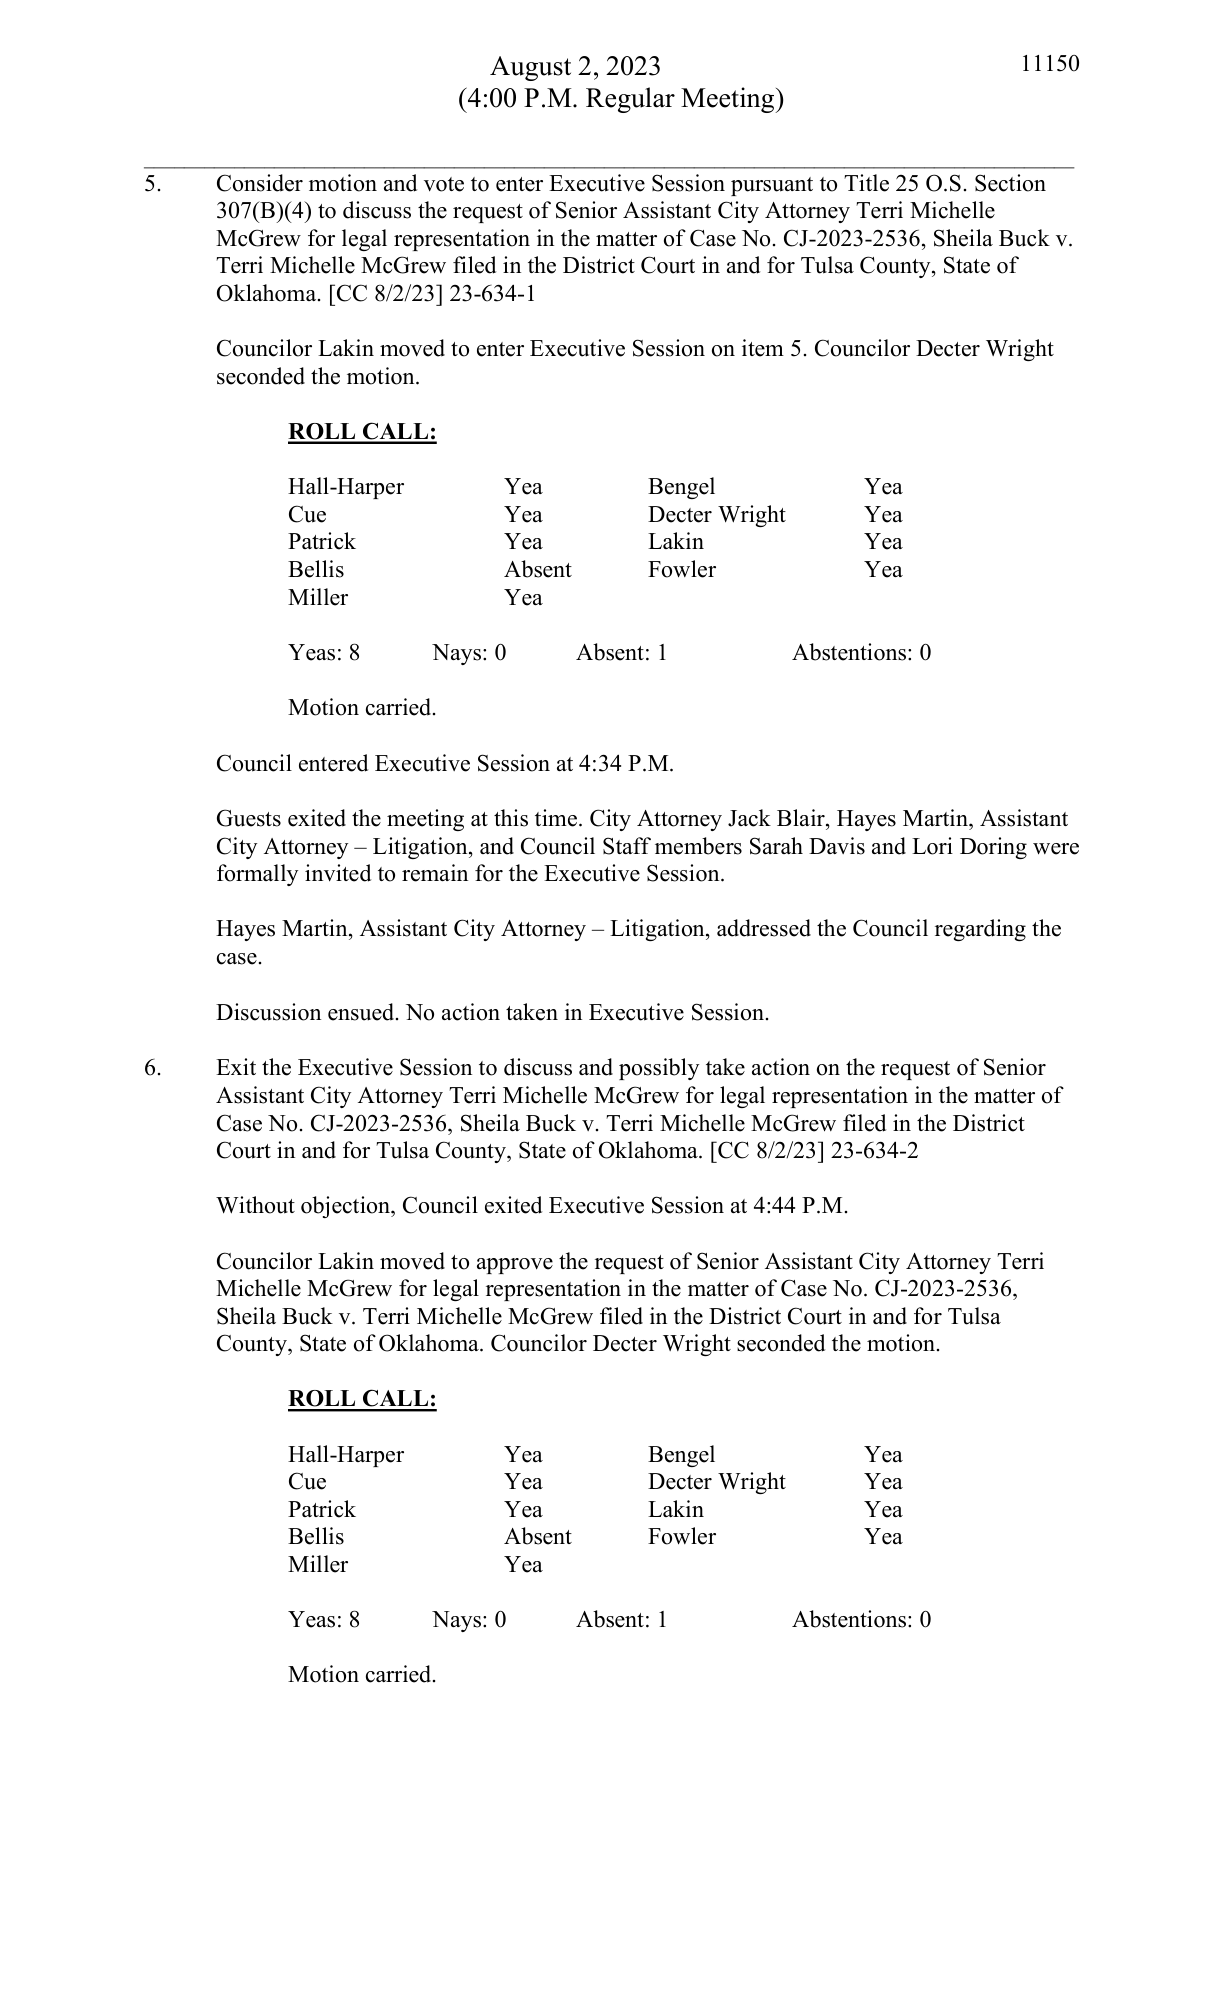 August 2, 2023
11150
(4:00 P.M. Regular Meeting)
5. Consider motion and vote to enter Executive Session pursuant to Title 25 O.S. Section
307(B)(4) to discuss the request of Senior Assistant City Attorney Terri Michelle
McGrew for legal representation in the matter of Case No. CJ-2023-2536, Sheila Buck v.
Terri Michelle McGrew filed in the District Court in and for Tulsa County, State of
Oklahoma. [CC 8/2/23] 23-634-1
Councilor Lakin moved to enter Executive Session on item 5. Councilor Decter Wright
seconded the motion.
ROLL CALL:
Hall-Harper Yea Bengel Yea
Cue Yea Decter Wright Yea
Patrick Yea Lakin Yea
Bellis Absent Fowler Yea
Miller Yea
Yeas: 8 Nays: 0 Absent: 1 Abstentions: 0
Motion carried.
Council entered Executive Session at 4:34 P.M.
Guests exited the meeting at this time. City Attorney Jack Blair, Hayes Martin, Assistant
City Attorney – Litigation, and Council Staff members Sarah Davis and Lori Doring were
formally invited to remain for the Executive Session.
Hayes Martin, Assistant City Attorney – Litigation, addressed the Council regarding the
case.
Discussion ensued. No action taken in Executive Session.
6. Exit the Executive Session to discuss and possibly take action on the request of Senior
Assistant City Attorney Terri Michelle McGrew for legal representation in the matter of
Case No. CJ-2023-2536, Sheila Buck v. Terri Michelle McGrew filed in the District
Court in and for Tulsa County, State of Oklahoma. [CC 8/2/23] 23-634-2
Without objection, Council exited Executive Session at 4:44 P.M.
Councilor Lakin moved to approve the request of Senior Assistant City Attorney Terri
Michelle McGrew for legal representation in the matter of Case No. CJ-2023-2536,
Sheila Buck v. Terri Michelle McGrew filed in the District Court in and for Tulsa
County, State of Oklahoma. Councilor Decter Wright seconded the motion.
ROLL CALL:
Hall-Harper Yea Bengel Yea
Cue Yea Decter Wright Yea
Patrick Yea Lakin Yea
Bellis Absent Fowler Yea
Miller Yea
Yeas: 8 Nays: 0 Absent: 1 Abstentions: 0
Motion carried.